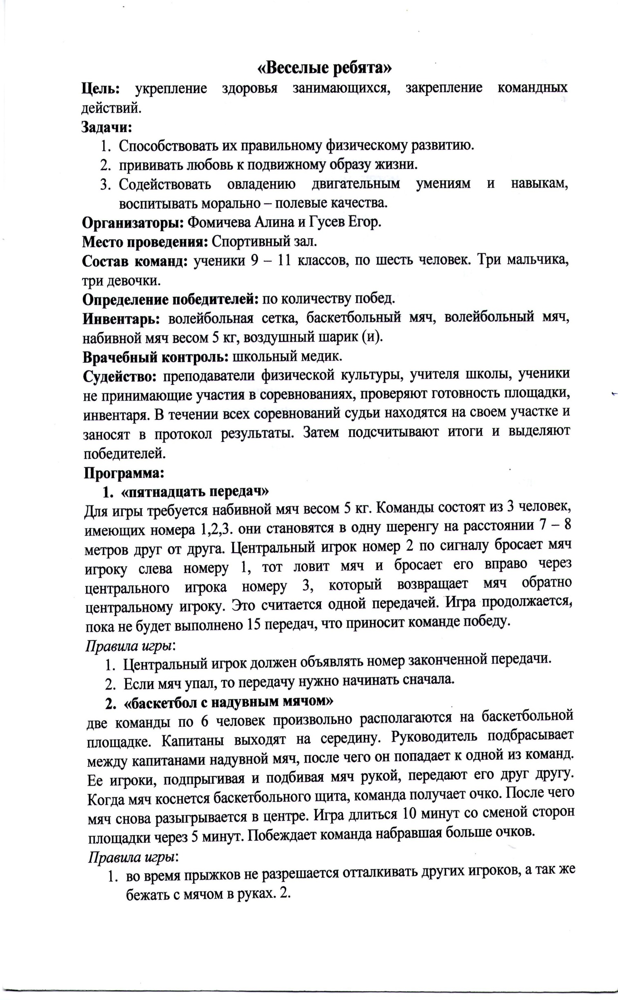 «Веселые ребята»
Цель: укрепление здоровья занимающихся, закрепление командных
действий.
Задачи:
1. Способствовать их правильному физическому развитию.
2. прививать любовь к подвижному образу жизни.
3. Содействовать овладению двигательным умениям и навыкам,
воспитывать морально – полевые качества.
Организаторы: Фомичева Алина и Гусев Егор.
Место проведения: Спортивный зал.
Состав команд: ученики 9 – 11 классов, по шесть человек. Три мальчика,
три девочки.
Определение победителей: по количеству побед.
Инвентарь: волейбольная сетка, баскетбольный мяч, волейбольный мяч,
набивной мяч весом 5 кг, воздушный шарик (и).
Врачебный контроль: школьный медик.
Судейство: преподаватели физической культуры, учителя школы, ученики
не принимающие участия в соревнованиях, проверяют готовность площадки,
инвентаря. В течении всех соревнований судьи находятся на своем участке и
заносят в протокол результаты. Затем подсчитывают итоги и выделяют
победителей.
Программа:
1. «пятнадцать передач»
Для игры требуется набивной мяч весом 5 кг. Команды состоят из 3 человек,
имеющих номера 1,2,3. они становятся в одну шеренгу на расстоянии 7 – 8
метров друг от друга. Центральный игрок номер 2 по сигналу бросает мяч
игроку слева номеру 1, тот ловит мяч и бросает его вправо через
центрального игрока номеру 3, который возвращает мяч обратно
центральному игроку. Это считается одной передачей. Игра продолжается,
пока не будет выполнено 15 передач, что приносит команде победу.
Правила игры:
1. Центральный игрок должен объявлять номер законченной передачи.
2. Если мяч упал, то передачу нужно начинать сначала.
2. «баскетбол с надувным мячом»
две команды по 6 человек произвольно располагаются на баскетбольной
площадке. Капитаны выходят на середину. Руководитель подбрасывает
между капитанами надувной мяч, после чего он попадает к одной из команд.
Ее игроки, подпрыгивая и подбивая мяч рукой, передают его друг другу.
Когда мяч коснется баскетбольного щита, команда получает очко. После чего
мяч снова разыгрывается в центре. Игра длиться 10 минут со сменой сторон
площадки через 5 минут. Побеждает команда набравшая больше очков.
Правила игры:
1. во время прыжков не разрешается отталкивать других игроков, а так же
бежать с мячом в руках. 2.